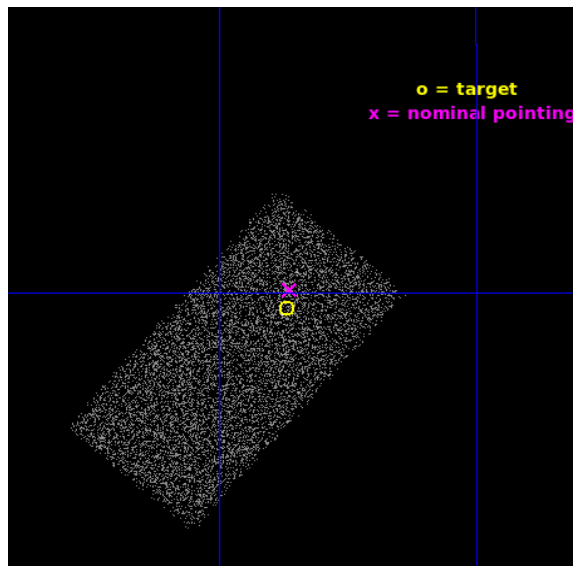 o = target
x = nominal pointing